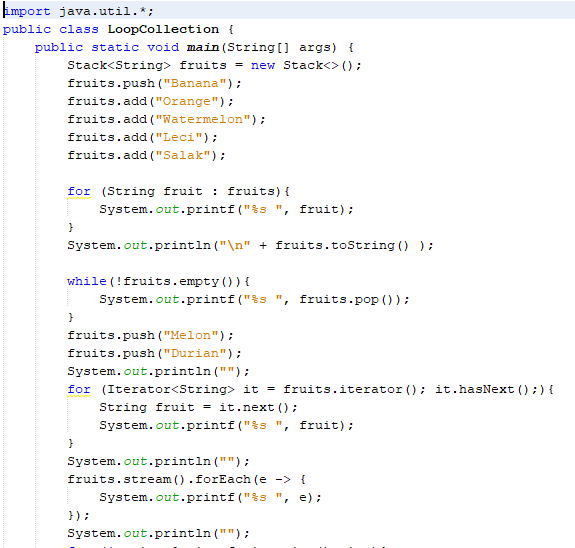 import java.util.*;
public class LoopCollection {
    public static void main(String[] args) {
        Stack<String> fruits = new Stack<>();
        fruits.push("Banana");
        fruits.add("Orange");
        fruits.add("Watermelon");
        fruits.add("Leci");
        fruits.add("Salak");

        for (String fruit : fruits){
            System.out.printf("%s ", fruit);
        }
        System.out.println("\n" + fruits.toString() );

        while(!fruits.empty()){
            System.out.printf("%s ", fruits.pop());
        }
        fruits.push("Melon");
        fruits.push("Durian");
        System.out.println("");
        for (Iterator<String> it = fruits.iterator(); it.hasNext();){
            String fruit = it.next();
            System.out.printf("%s ", fruit);
        }
        System.out.println("");
        fruits.stream().forEach(e -> {
            System.out.printf("%s ", e);
        });
        System.out.println("");